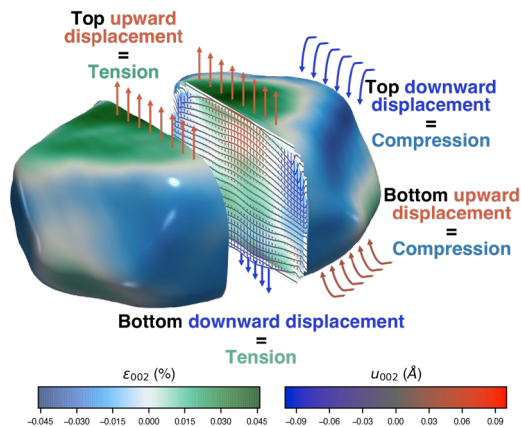 Top upward
displacement
=
Tension
Top downward
displacement
=
Compression
Bottom upward
displacement
=
Compression
Bottom downward displacement
=
Tension
ε₀₀₂ (%)
−0.045 −0.030 −0.015 0.000 0.015 0.030 0.045
u₀₀₂ (Å)
−0.09 −0.06 −0.03 0.00 0.03 0.06 0.09